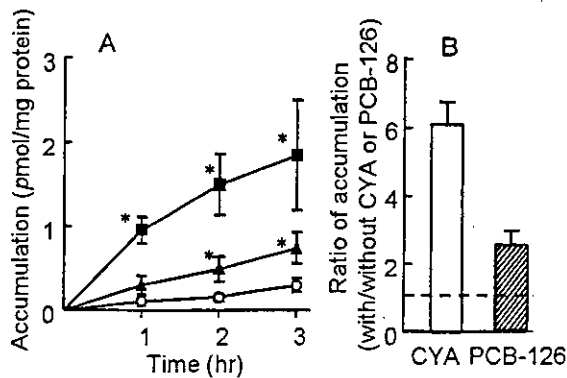 A
Accumulation (pmol/mg protein)
3
2
1
0
*
*
*
*
*
1
2
3
Time (hr)
B
Ratio of accumulation
(with/without CYA or PCB-126)
8
6
4
2
0
CYA
PCB-126